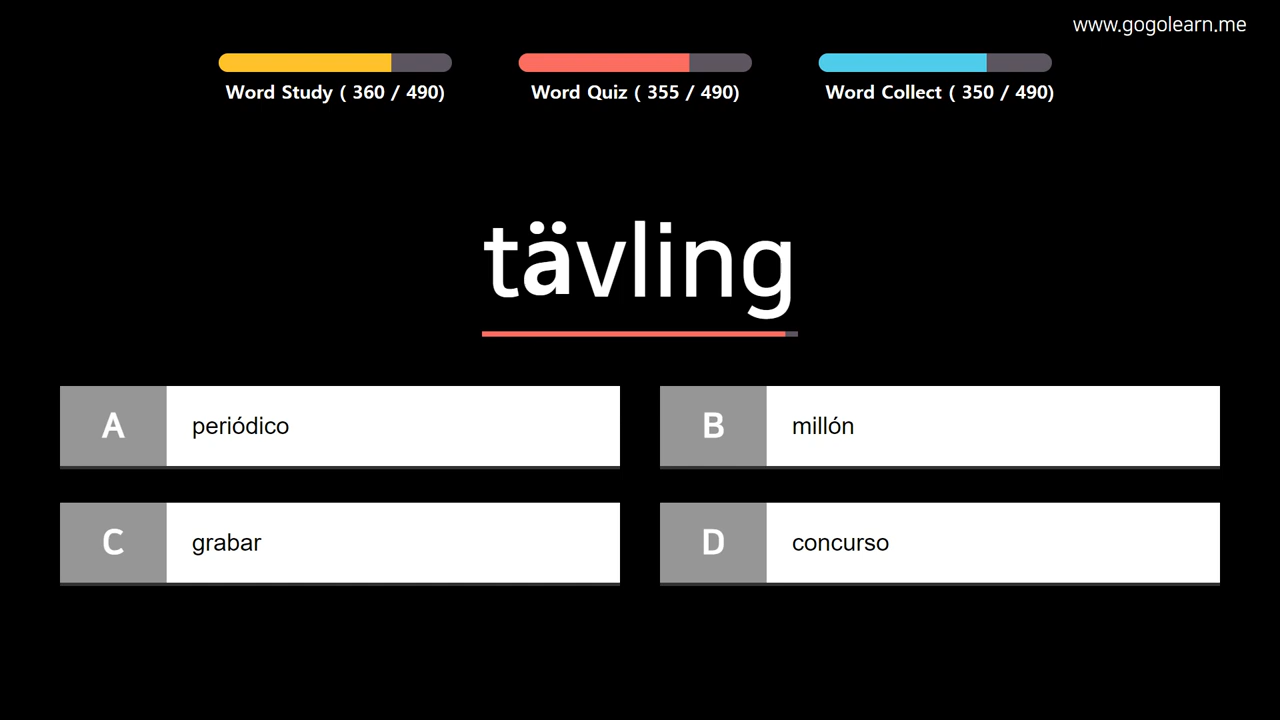 www.gogolearn.me
Word Study ( 360 / 490)
Word Quiz ( 355 / 490)
Word Collect ( 350 / 490)
tävling
A periódico
B millón
C grabar
D concurso